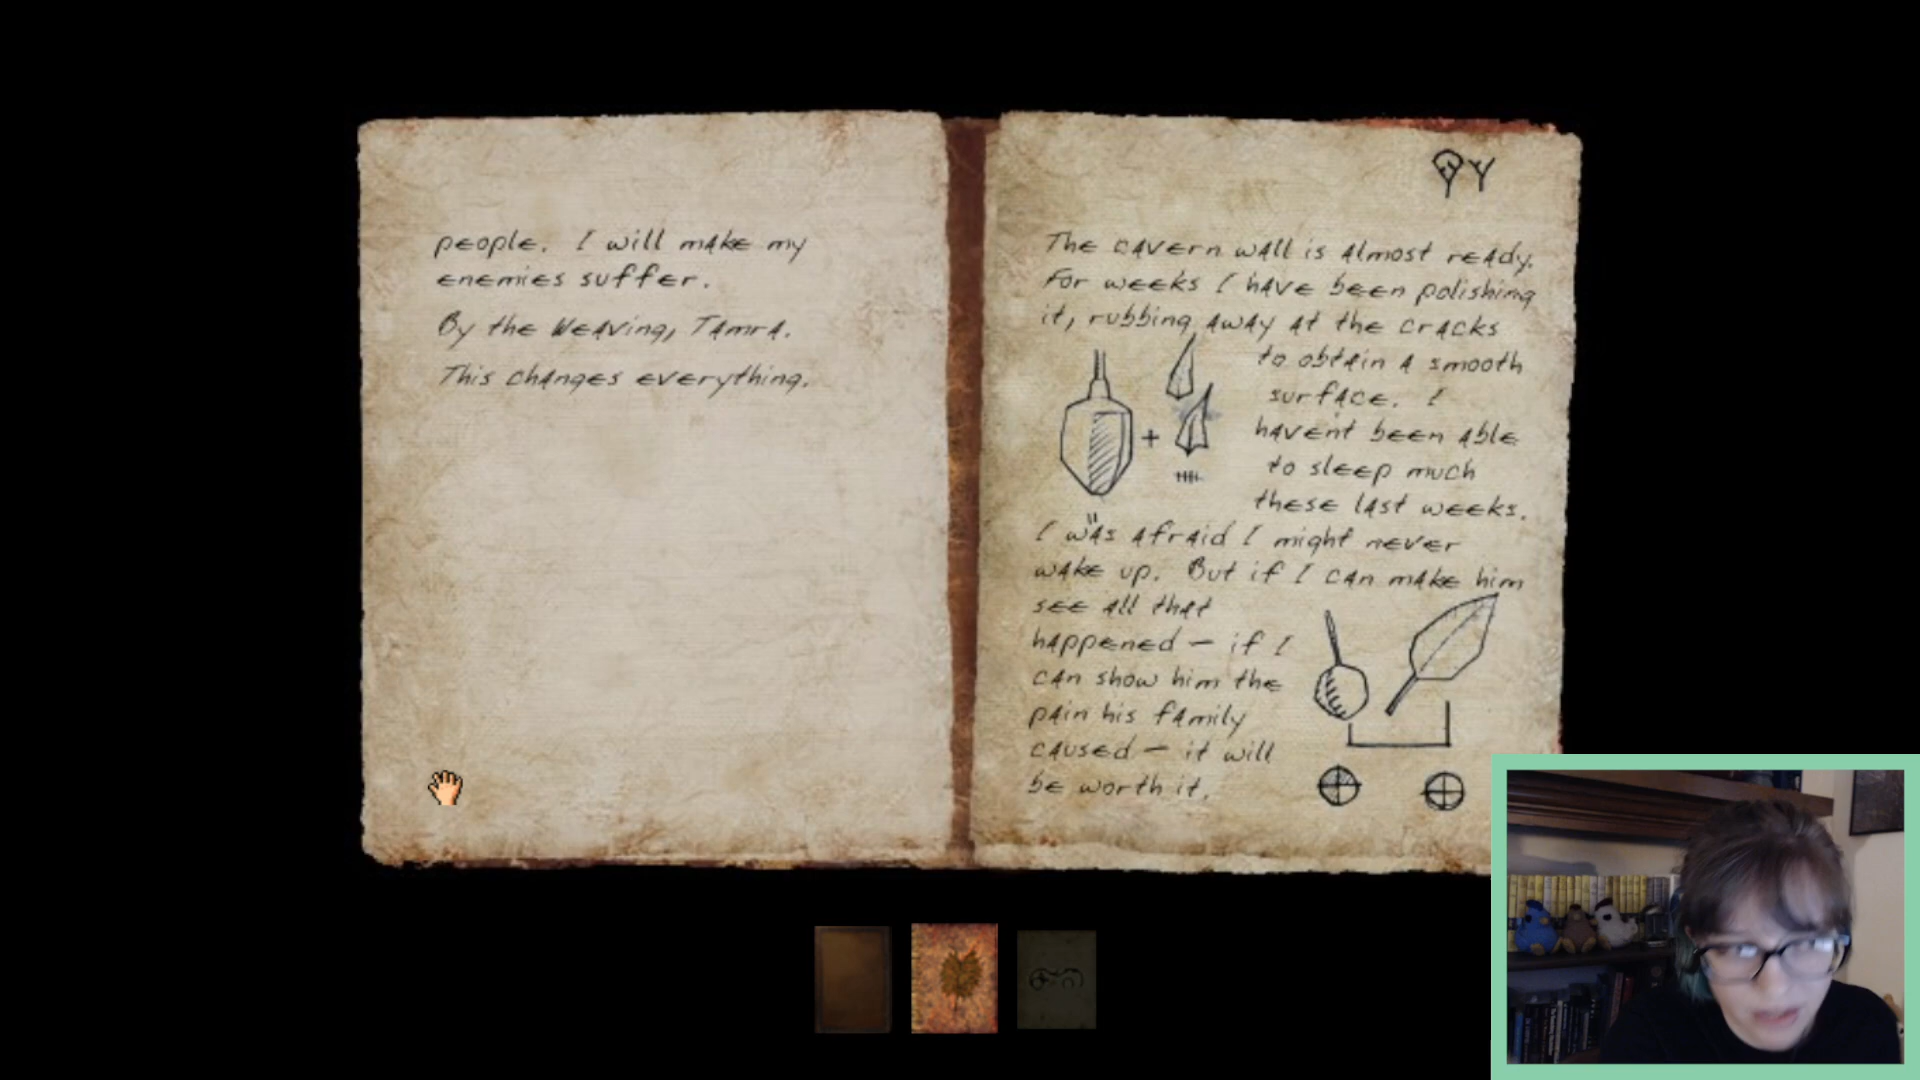 people. I will make my
enemies suffer.
By the Weaving, Tamra.
This changes everything.
The cavern wall is almost ready.
For weeks I have been polishing
it, rubbing away at the cracks
to obtain a smooth
surface. I
haven't been able
to sleep much
these last weeks.
I was afraid I might never
wake up. But if I can make him
see all that
happened — if I
can show him the
pain his family
caused — it will
be worth it.